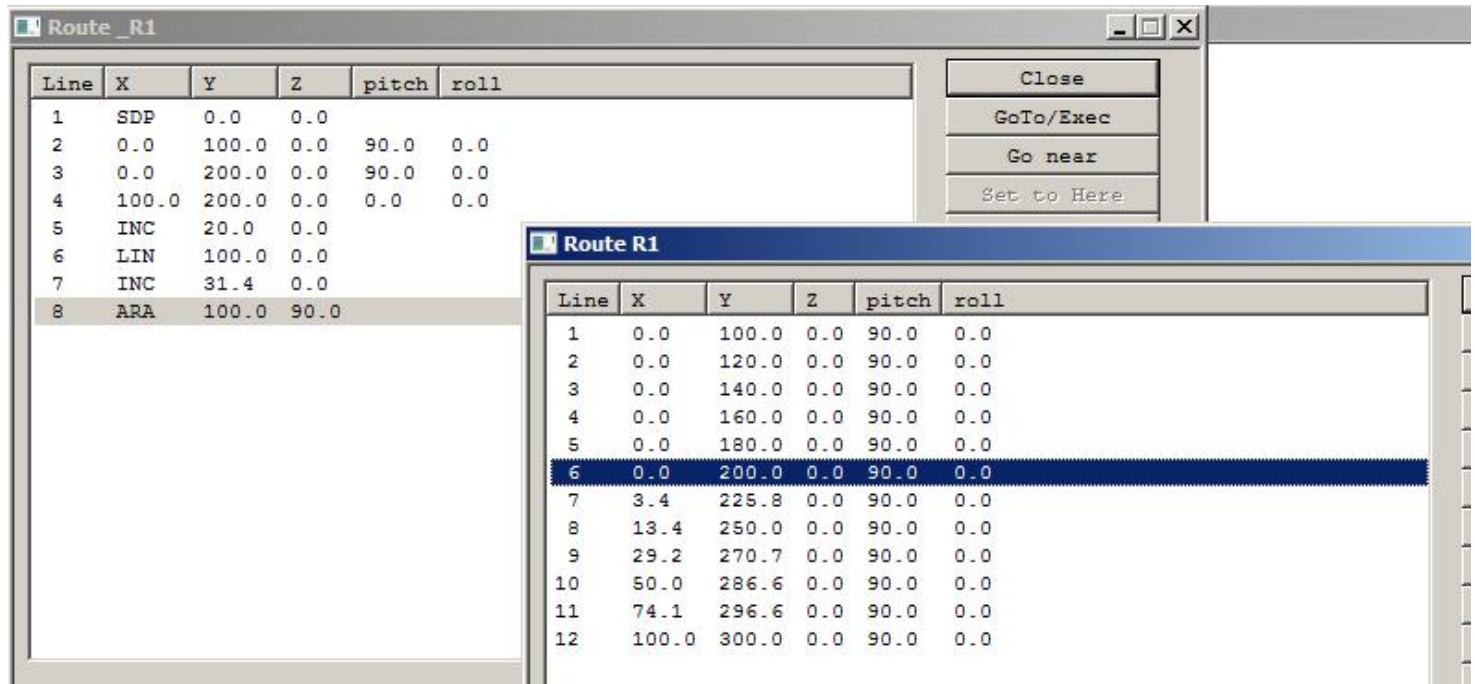 Route _R1
Line X Y Z pitch roll
1 SDP 0.0 0.0
2 0.0 100.0 0.0 90.0 0.0
3 0.0 200.0 0.0 90.0 0.0
4 100.0 200.0 0.0 0.0 0.0
5 INC 20.0 0.0
6 LIN 100.0 0.0
7 INC 31.4 0.0
8 ARA 100.0 90.0
Close
GoTo/Exec
Go near
Set to Here
Route R1
Line X Y Z pitch roll
1 0.0 100.0 0.0 90.0 0.0
2 0.0 120.0 0.0 90.0 0.0
3 0.0 140.0 0.0 90.0 0.0
4 0.0 160.0 0.0 90.0 0.0
5 0.0 180.0 0.0 90.0 0.0
6 0.0 200.0 0.0 90.0 0.0
7 3.4 225.8 0.0 90.0 0.0
8 13.4 250.0 0.0 90.0 0.0
9 29.2 270.7 0.0 90.0 0.0
10 50.0 286.6 0.0 90.0 0.0
11 74.1 296.6 0.0 90.0 0.0
12 100.0 300.0 0.0 90.0 0.0